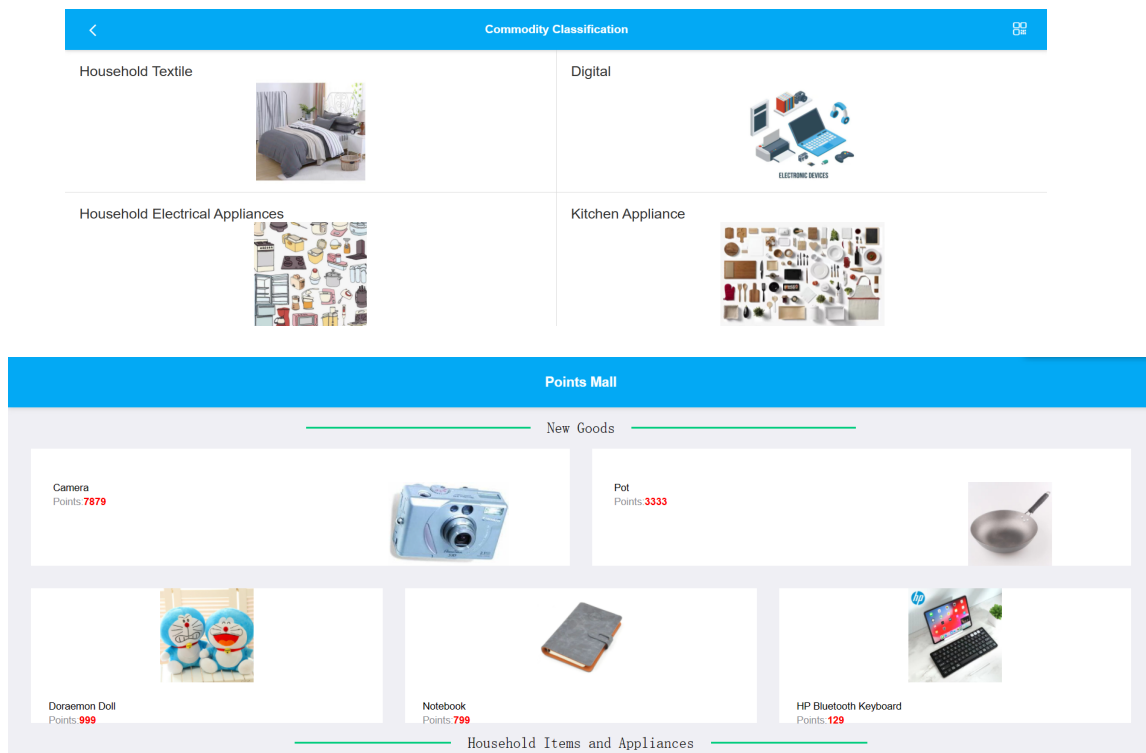 Commodity Classification
Household Textile
Digital
ELECTRONIC DEVICES
Household Electrical Appliances
Kitchen Appliance
Points Mall
New Goods
Camera
Points:7879
Pot
Points:3333
hp
Doraemon Doll
Points:999
Notebook
Points:799
HP Bluetooth Keyboard
Points:129
Household Items and Appliances